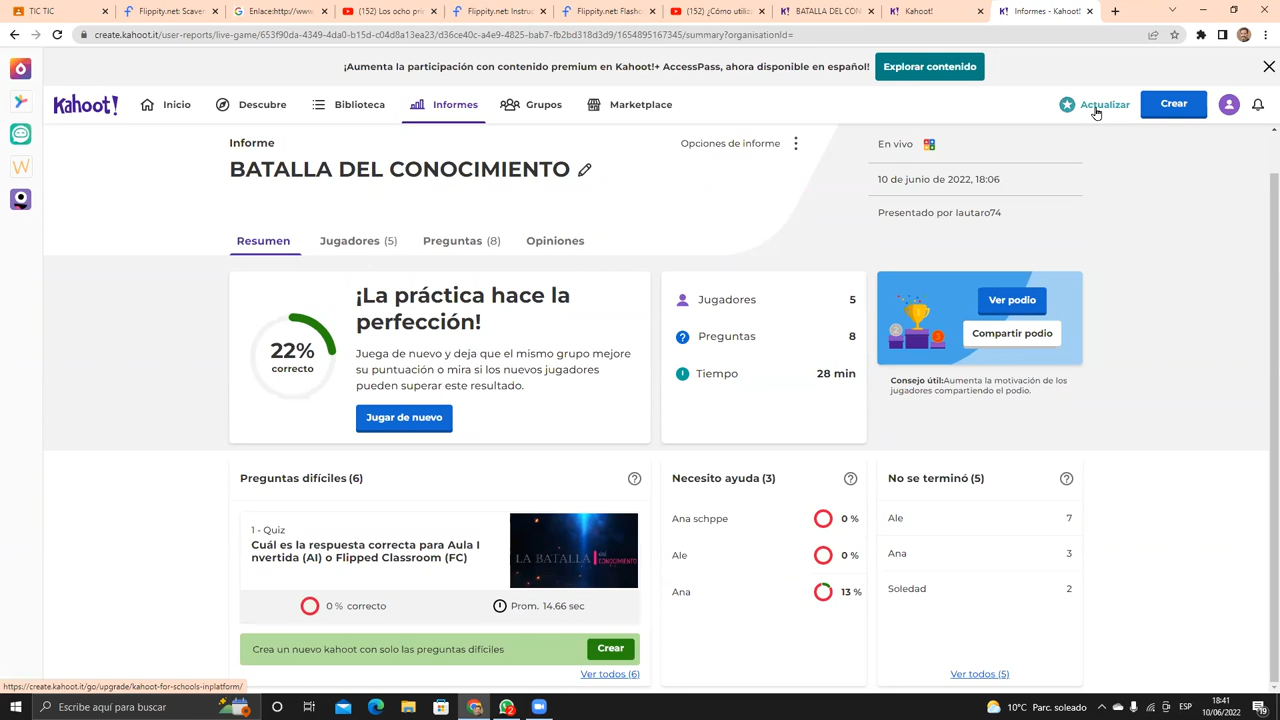 TIC TIC
Flippity.net: Scaven
Enlace:http://www
(152) Los ocho prin
Flippity.net: Score
Flippity.net: Flashc
(152) ¿Cómo utiliza
BATALLA DEL CON
Kahoot!
Informes - Kahoot!
create.kahoot.it/user-reports/live-game/653f90da-4349-4da0-b15d-c04d8a13ea23/d36ce40c-a4e9-4825-bab7-fb2bd318d3d9/1654895167345/summary?organisationId=
¡Aumenta la participación con contenido premium en Kahoot!+ AccessPass, ahora disponible en español!
Explorar contenido
Kahoot!
Inicio
Descubre
Biblioteca
Informes
Grupos
Marketplace
Actualizar
Crear
Informe
Opciones de informe
BATALLA DEL CONOCIMIENTO
En vivo
10 de junio de 2022, 18:06
Presentado por lautaro74
Resumen
Jugadores (5)
Preguntas (8)
Opiniones
22%
correcto
¡La práctica hace la
perfección!
Juega de nuevo y deja que el mismo grupo mejore
su puntuación o mira si los nuevos jugadores
pueden superar este resultado.
Jugar de nuevo
Jugadores 5
Preguntas 8
Tiempo 28 min
Ver podio
Compartir podio
Consejo útil:Aumenta la motivación de los
jugadores compartiendo el podio.
Preguntas difíciles (6)
1 - Quiz
Cuál es la respuesta correcta para Aula I
nvertida (AI) o Flipped Classroom (FC)
LA BATALLA del CONOCIMIENTO
0 % correcto
Prom. 14.66 sec
Crea un nuevo kahoot con solo las preguntas difíciles
Crear
Ver todos (6)
Necesito ayuda (3)
Ana schppe 0 %
Ale 0 %
Ana 13 %
No se terminó (5)
Ale 7
Ana 3
Soledad 2
Ver todos (5)
https://create.kahoot.it/go/upgrade/kahoot-for-schools-inplatform/
Escribe aquí para buscar
10°C Parc. soleado
ESP
18:41
10/06/2022